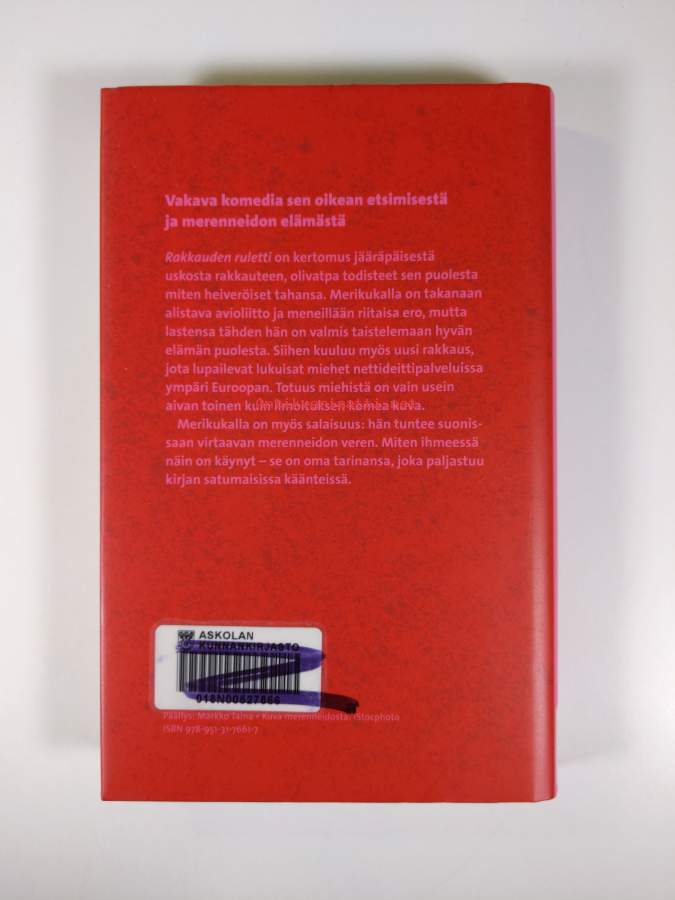 Vakava komedia sen oikean etsimisestä
ja merenneidon elämästä
Rakkauden ruletti on kertomus jääräpäisestä
uskosta rakkauteen, olivatpa todisteet sen puolesta
miten heiveröiset tahansa. Merikukalla on takanaan
alistava avioliitto ja meneillään riitaisa ero, mutta
lastensa tähden hän on valmis taistelemaan hyvän
elämän puolesta. Siihen kuuluu myös uusi rakkaus,
jota lupailevat lukuisat miehet nettideittipalveluissa
ympäri Euroopan. Totuus miehistä on vain usein
aivan toinen kuin ilmoituksen komea kuva.
Merikukalla on myös salaisuus: hän tuntee suonis-
saan virtaavan merenneidon veren. Miten ihmeessä
näin on käynyt – se on oma tarinansa, joka paljastuu
kirjan satumaisissa käänteissä.
ASKOLAN
KUNNANKIRJASTO
018N00627666
Päällys: Markko Taina • Kuva merenneidosta: iStocphoto
ISBN 978-951-31-7661-7